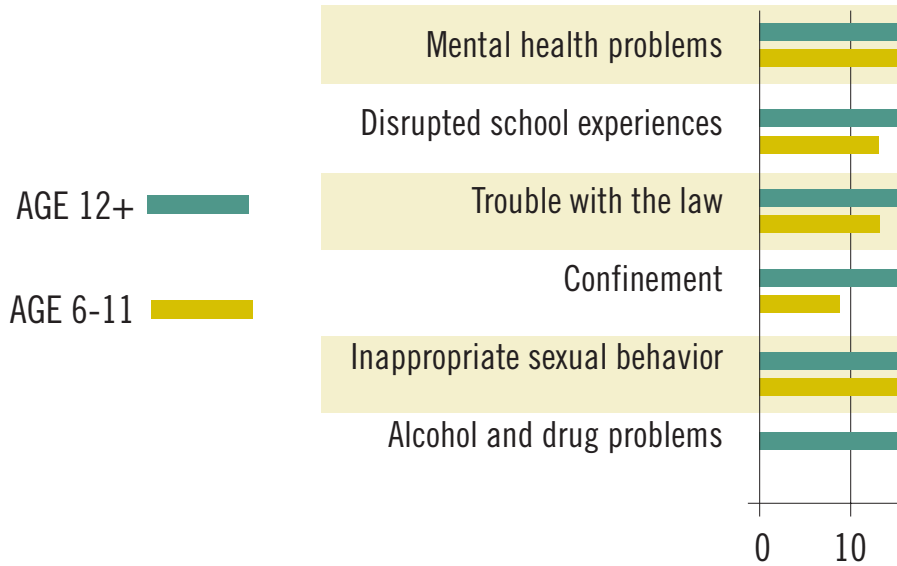 Mental health problems
Disrupted school experiences
AGE 12+
Trouble with the law
Confinement
AGE 6-11
Inappropriate sexual behavior
Alcohol and drug problems
0 10